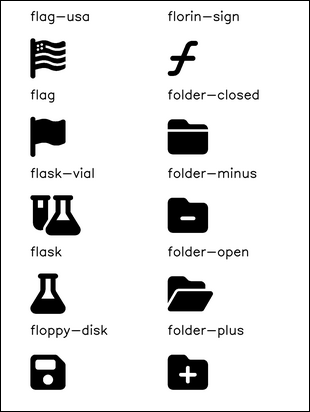 flag-usa
florin-sign
flag
folder-closed
flask-vial
folder-minus
flask
folder-open
floppy-disk
folder-plus